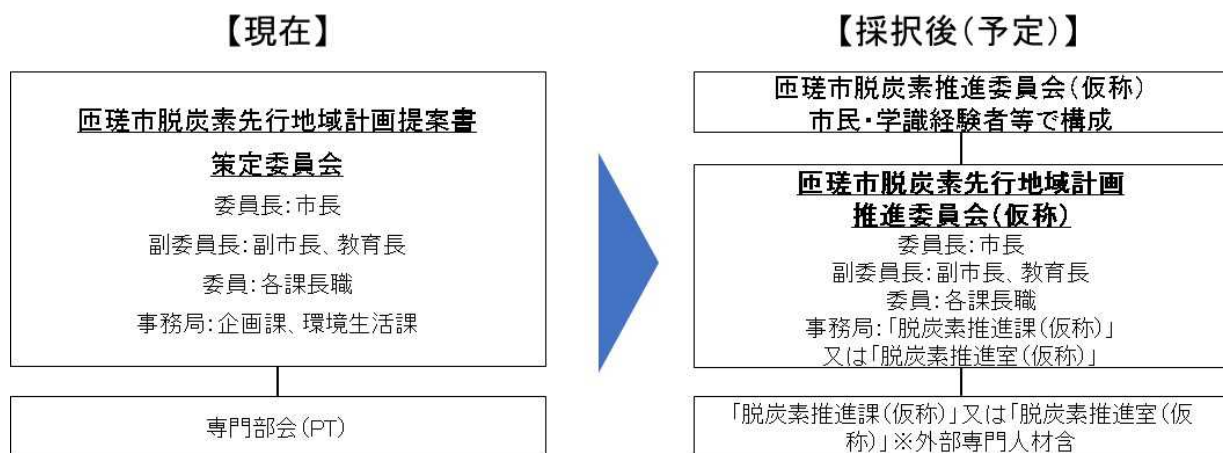 【現在】
匝瑳市脱炭素先行地域計画提案書
策定委員会
委員長:市長
副委員長:副市長、教育長
委員:各課長職
事務局:企画課、環境生活課
専門部会(PT)
【採択後(予定)】
匝瑳市脱炭素推進委員会(仮称)
市民・学識経験者等で構成
匝瑳市脱炭素先行地域計画
推進委員会(仮称)
委員長:市長
副委員長:副市長、教育長
委員:各課長職
事務局:「脱炭素推進課(仮称)」
又は「脱炭素推進室(仮称)」
「脱炭素推進課(仮称)」又は「脱炭素推進室(仮
称)」※外部専門人材含